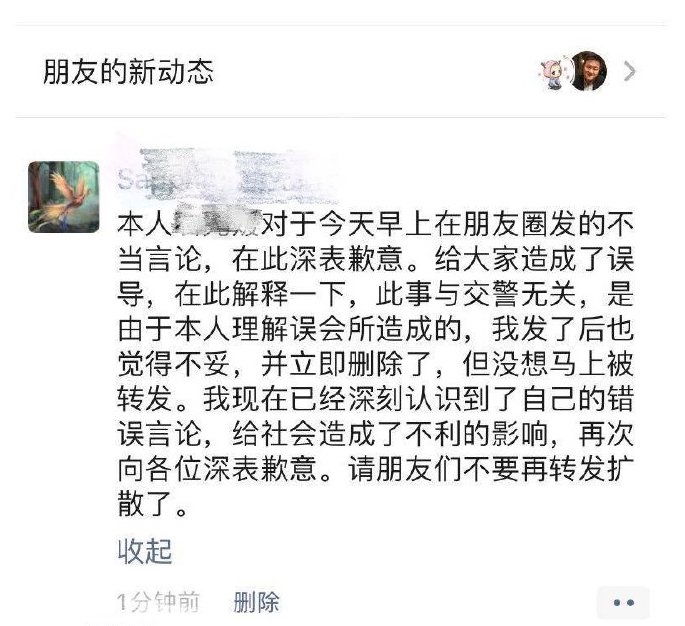 朋友的新动态
本人对于今天早上在朋友圈发的不
当言论，在此深表歉意。给大家造成了误
导，在此解释一下，此事与交警无关，是
由于本人理解误会所造成的，我发了后也
觉得不妥，并立即删除了，但没想马上被
转发。我现在已经深刻认识到了自己的错
误言论，给社会造成了不利的影响，再次
向各位深表歉意。请朋友们不要再转发扩
散了。
收起
1分钟前 删除